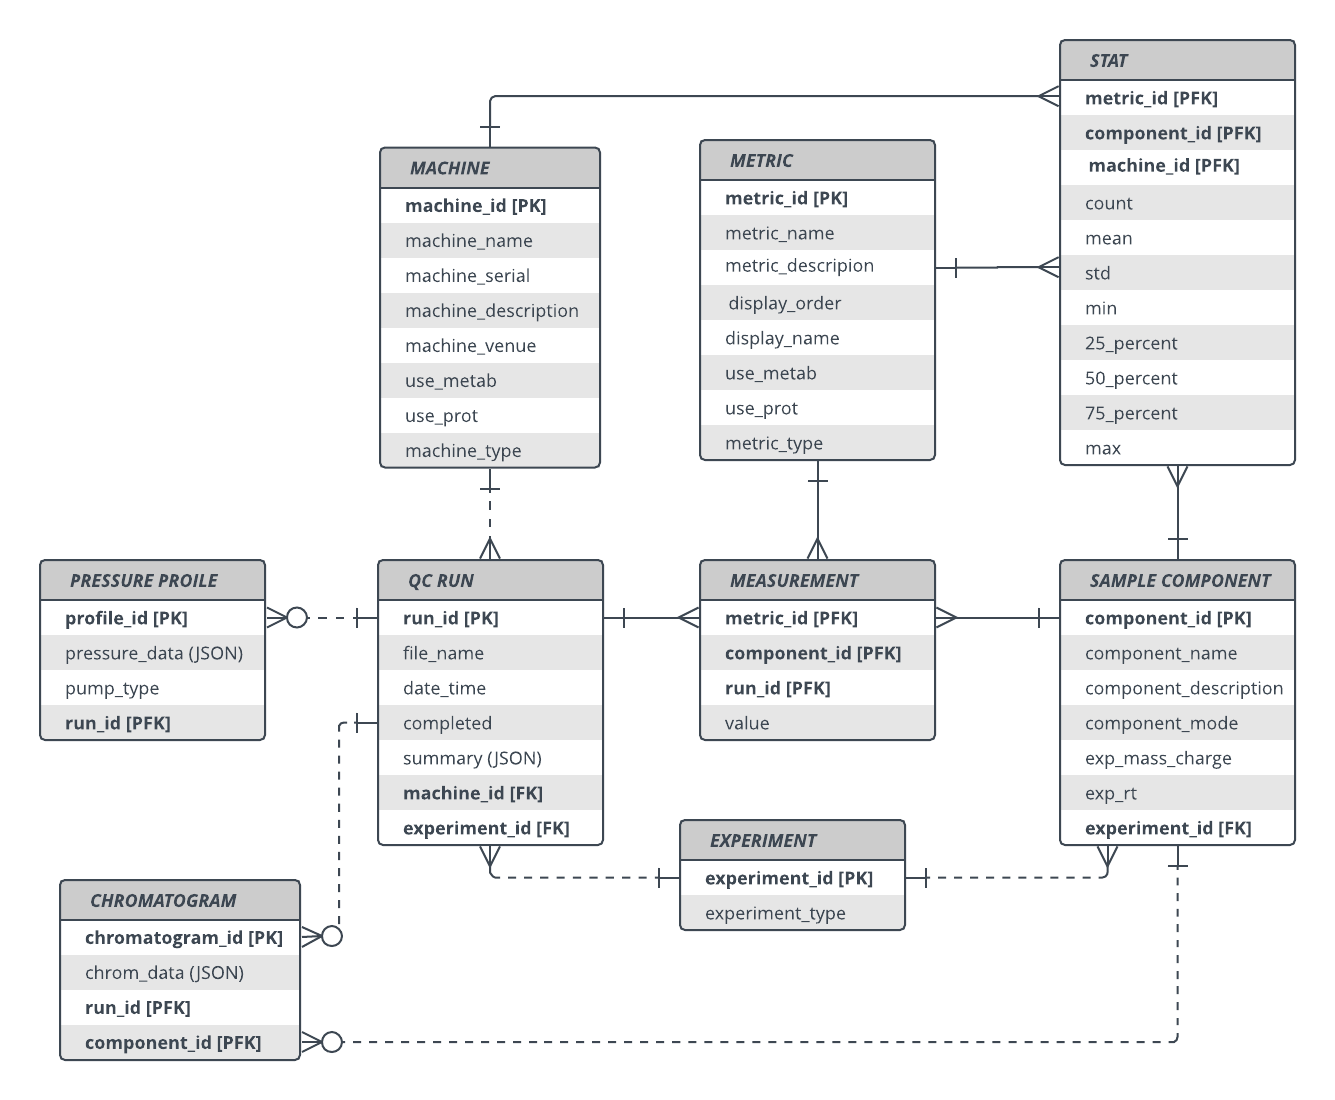 STAT
metric_id [PFK]
component_id [PFK]
machine_id [PFK]
count
mean
std
min
25_percent
50_percent
75_percent
max
MACHINE
machine_id [PK]
machine_name
machine_serial
machine_description
machine_venue
use_metab
use_prot
machine_type
METRIC
metric_id [PK]
metric_name
metric_descripion
display_order
display_name
use_metab
use_prot
metric_type
PRESSURE PROILE
profile_id [PK]
pressure_data (JSON)
pump_type
run_id [PFK]
QC RUN
run_id [PK]
file_name
date_time
completed
summary (JSON)
machine_id [FK]
experiment_id [FK]
MEASUREMENT
metric_id [PFK]
component_id [PFK]
run_id [PFK]
value
SAMPLE COMPONENT
component_id [PK]
component_name
component_description
component_mode
exp_mass_charge
exp_rt
experiment_id [FK]
EXPERIMENT
experiment_id [PK]
experiment_type
CHROMATOGRAM
chromatogram_id [PK]
chrom_data (JSON)
run_id [PFK]
component_id [PFK]